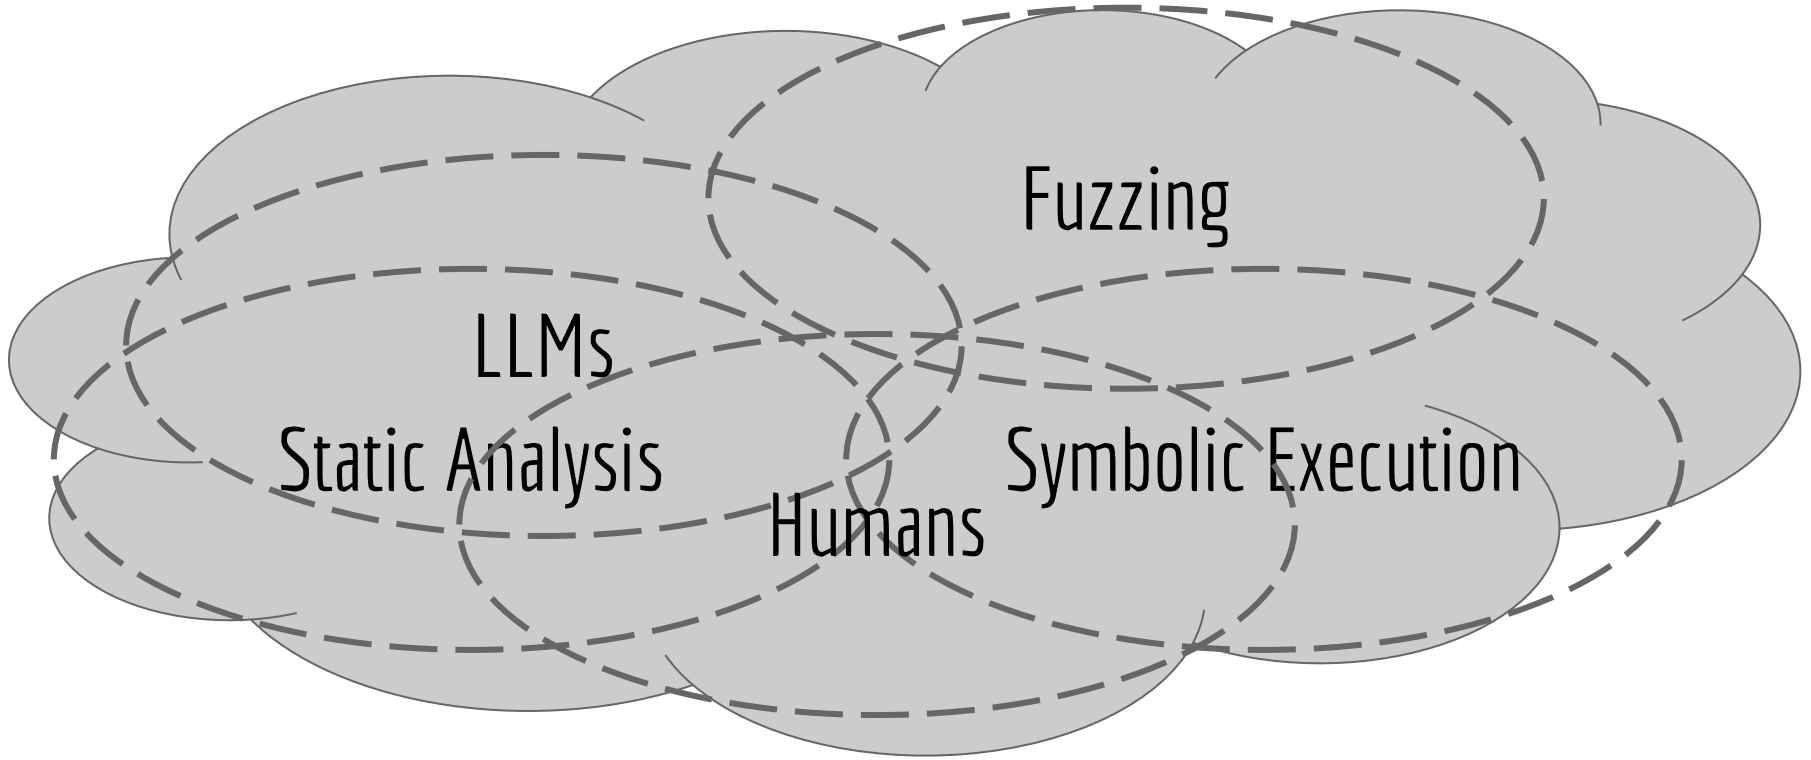 Fuzzing
LLMs
Static Analysis
Symbolic Execution
Humans